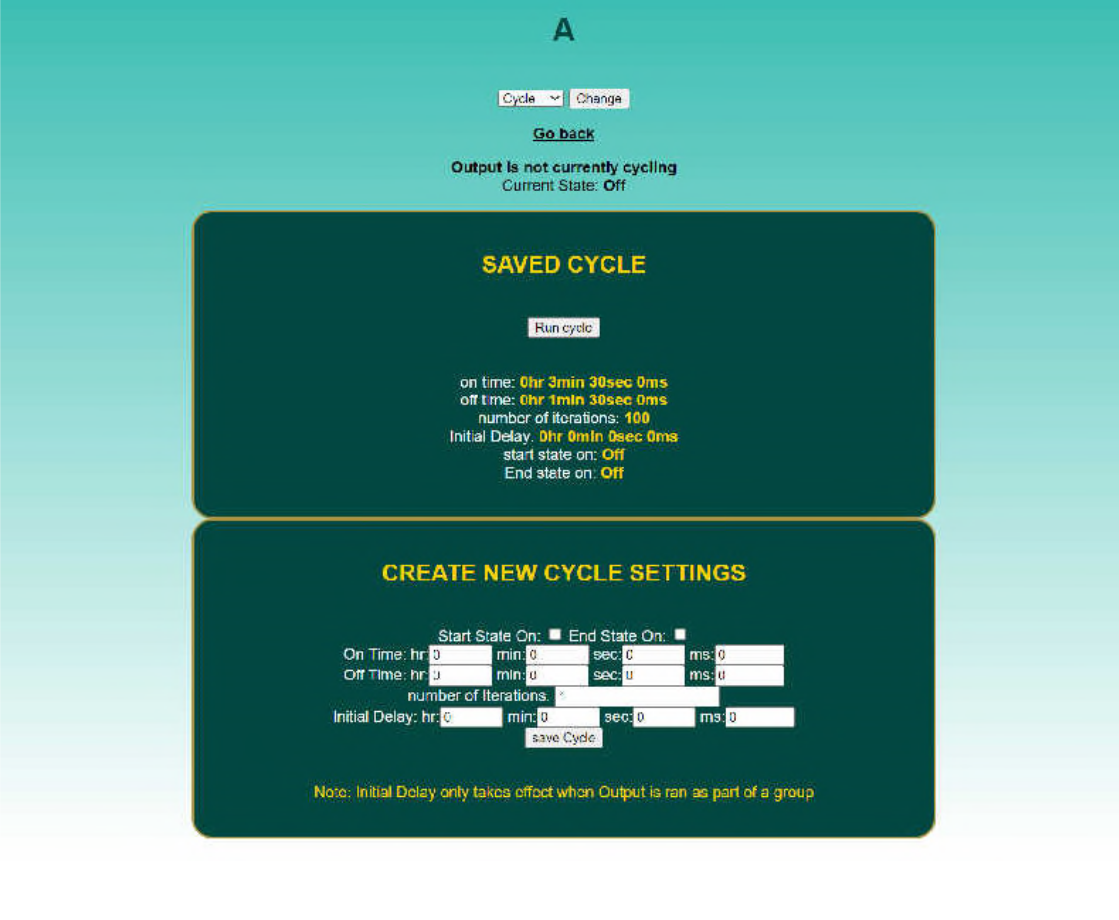 A
Cycle Change
Go back
Output is not currently cycling
Current State: Off
SAVED CYCLE
Run cycle
on time: 0hr 3min 30sec 0ms
off time: 0hr 1min 30sec 0ms
number of iterations: 100
Initial Delay: 0hr 0min 0sec 0ms
start state on: Off
End state on: Off
CREATE NEW CYCLE SETTINGS
Start State On: End State On:
On Time: hr: 0 min: 0 sec: 0 ms: 0
Off Time: hr: 0 min: 0 sec: 0 ms: 0
number of Iterations:
Initial Delay: hr: 0 min: 0 sec: 0 ms: 0
save Cycle
Note: Initial Delay only takes effect when Output is ran as part of a group